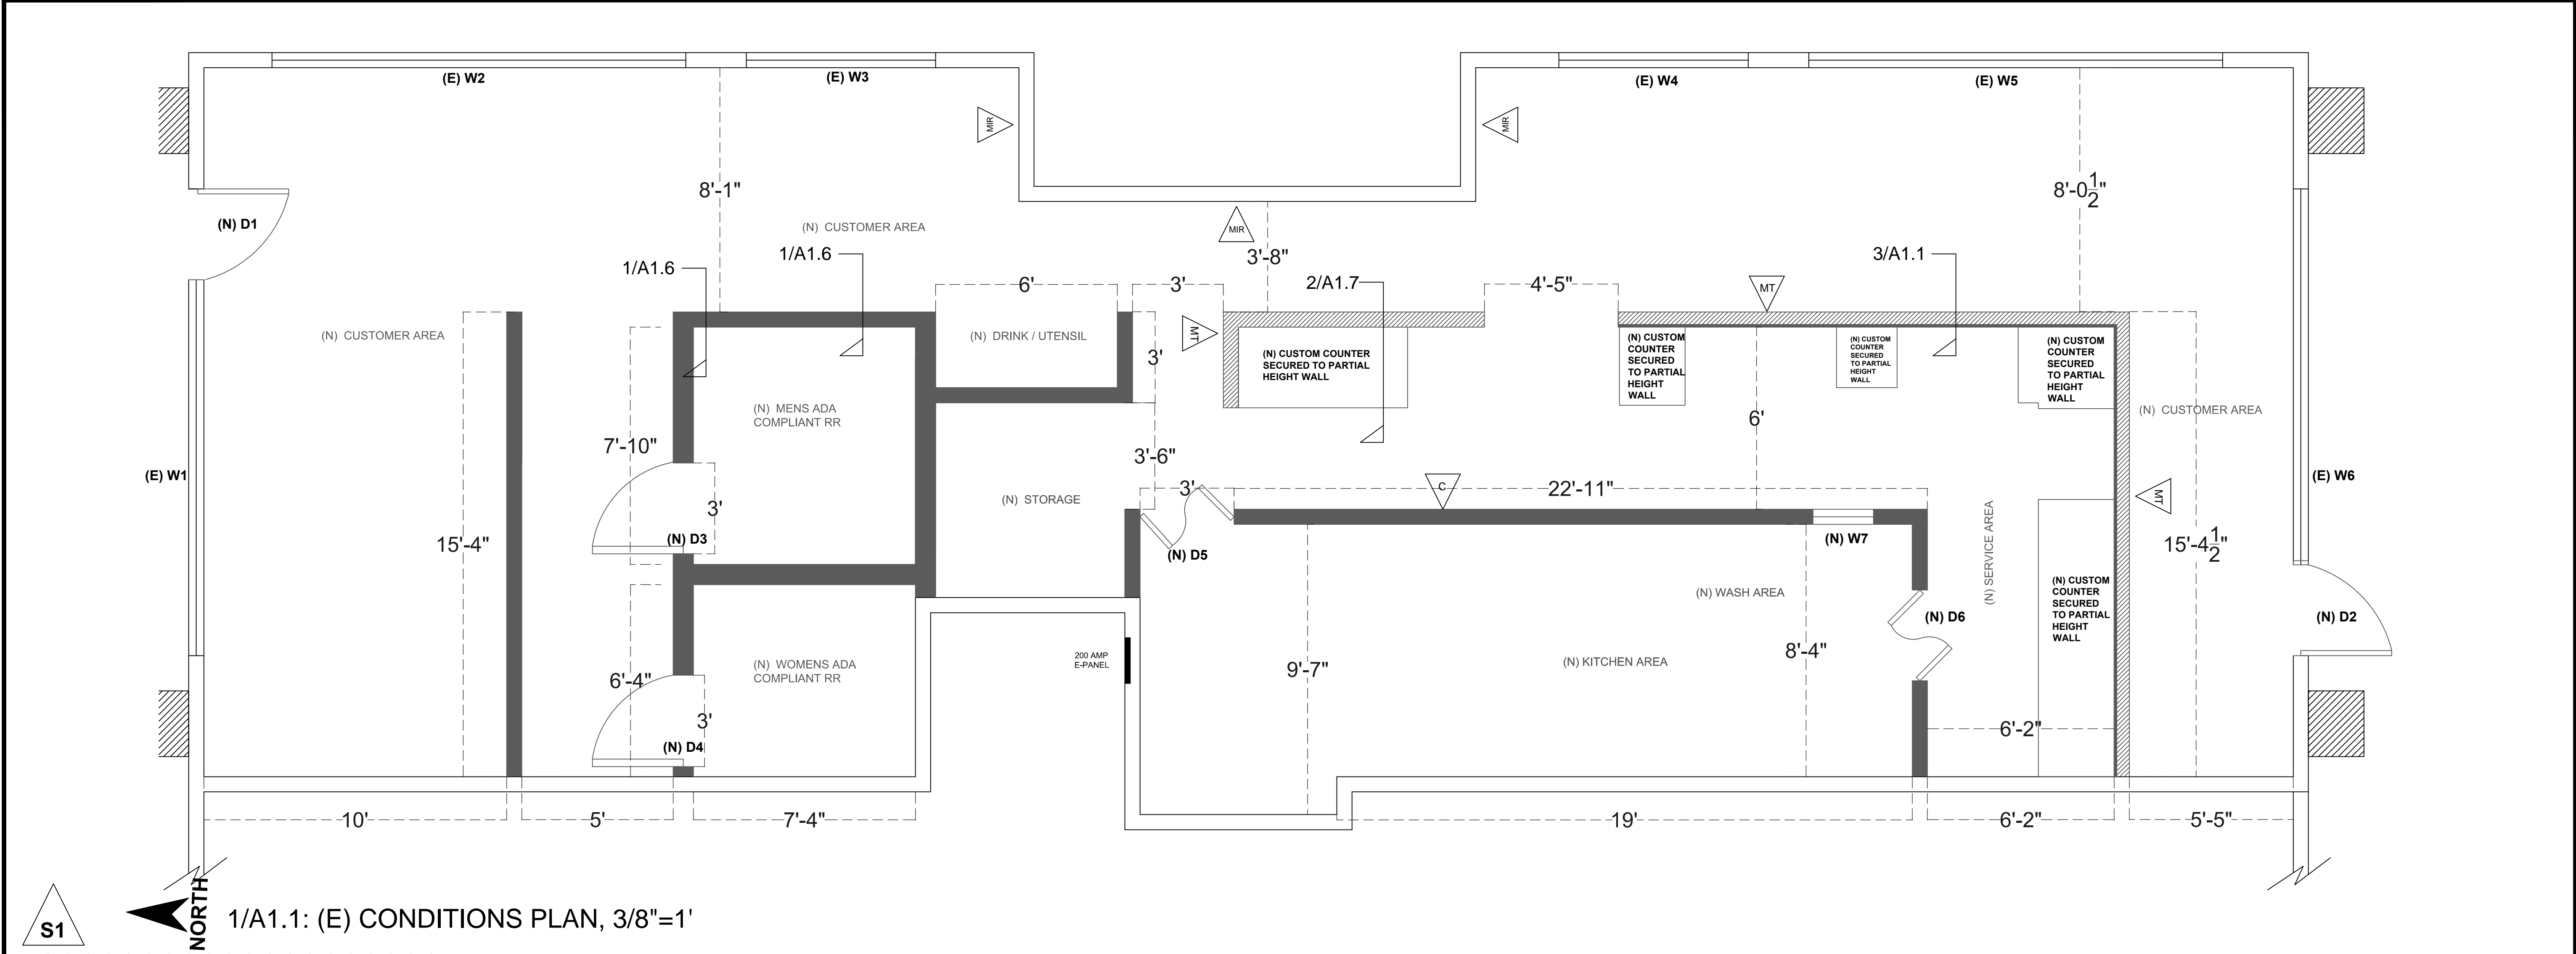 (E) W2
(E) W3
(E) W4
(E) W5
MIR
MIR
8'-1"
8'-0 1/2"
(N) D1
(N) CUSTOMER AREA
MIR
3'-8"
1/A1.6
1/A1.6
3/A1.1
6'
3'
2/A1.7
4'-5"
MT
(N) CUSTOMER AREA
(N) DRINK / UTENSIL
MT
3'
(N) CUSTOM COUNTER
SECURED TO PARTIAL
HEIGHT WALL
(N) CUSTOM
COUNTER
SECURED
TO PARTIAL
HEIGHT
WALL
(N) CUSTOM
COUNTER
SECURED
TO PARTIAL
HEIGHT
WALL
(N) CUSTOM
COUNTER
SECURED
TO PARTIAL
HEIGHT
WALL
(N) MENS ADA
COMPLIANT RR
6'
(N) CUSTOMER AREA
7'-10"
3'-6"
(E) W1
(E) W6
C
3'
22'-11"
MT
(N) STORAGE
3'
(N) D3
15'-4"
(N) D5
(N) W7
(N) SERVICE AREA
15'-4 1/2"
(N) WASH AREA
(N) CUSTOM
COUNTER
SECURED
TO PARTIAL
HEIGHT
WALL
(N) D6
(N) D2
200 AMP
E-PANEL
(N) WOMENS ADA
COMPLIANT RR
6'-4"
9'-7"
(N) KITCHEN AREA
8'-4"
3'
(N) D4
6'-2"
10'
5'
7'-4"
19'
6'-2"
5'-5"
S1
NORTH
1/A1.1: (E) CONDITIONS PLAN, 3/8"=1'